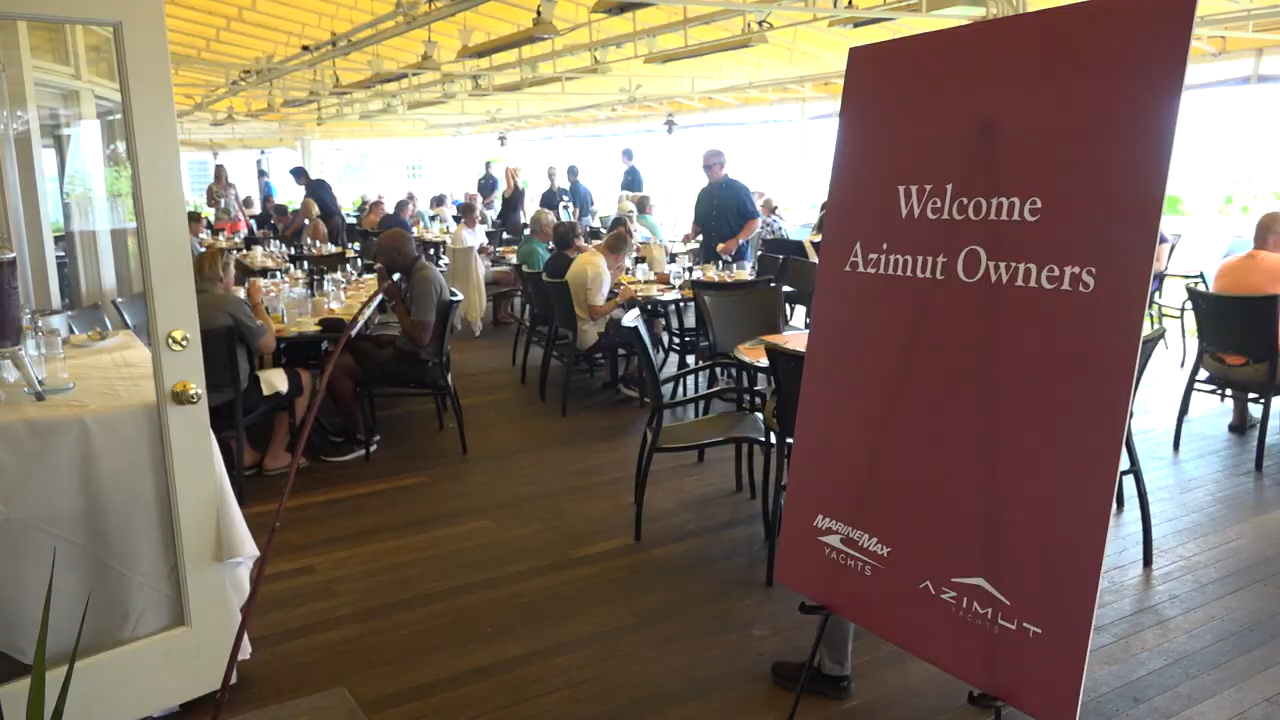 Welcome
Azimut Owners
MARINEMAX
YACHTS
AZIMUT
YACHTS